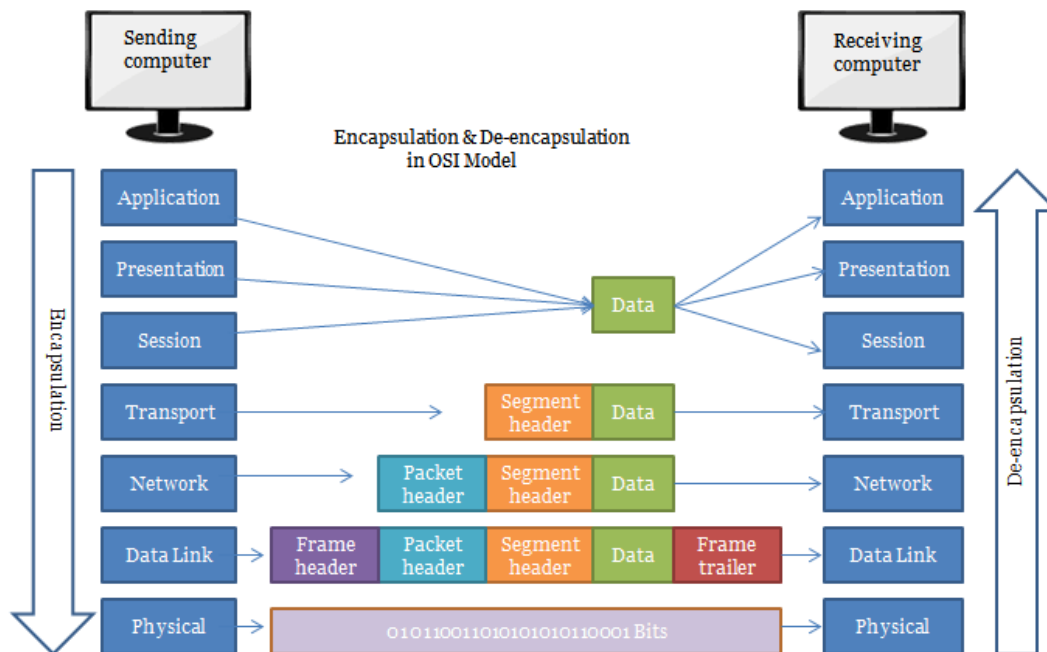 Sending
computer
Receiving
computer
Encapsulation & De-encapsulation
in OSI Model
Encapsulation
De-encapsulation
Application
Application
Presentation
Data
Presentation
Session
Session
Transport
Segment
header
Data
Transport
Network
Packet
header
Segment
header
Data
Network
Data Link
Frame
header
Packet
header
Segment
header
Data
Frame
trailer
Data Link
Physical
0101100110101010110001 Bits
Physical